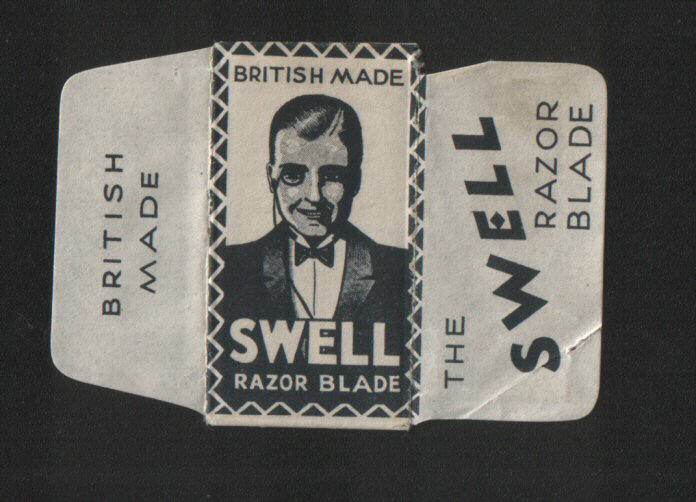 BRITISH
MADE
BRITISH MADE
SWELL
RAZOR BLADE
THE
SWELL
RAZOR
BLADE